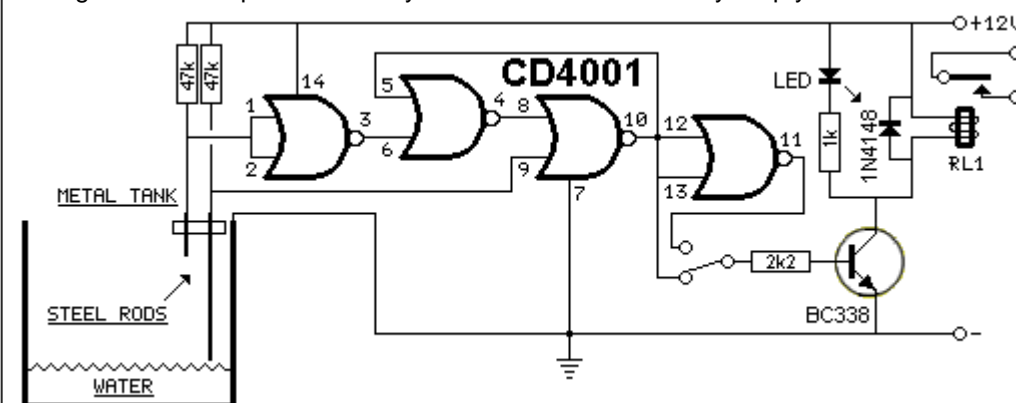 +12V
47k
47k
14
5
CD4001
LED
4
1
3
8
10
12
11
1k
1N4148
2
6
9
7
13
RL1
METAL TANK
2k2
STEEL RODS
BC338
-
WATER